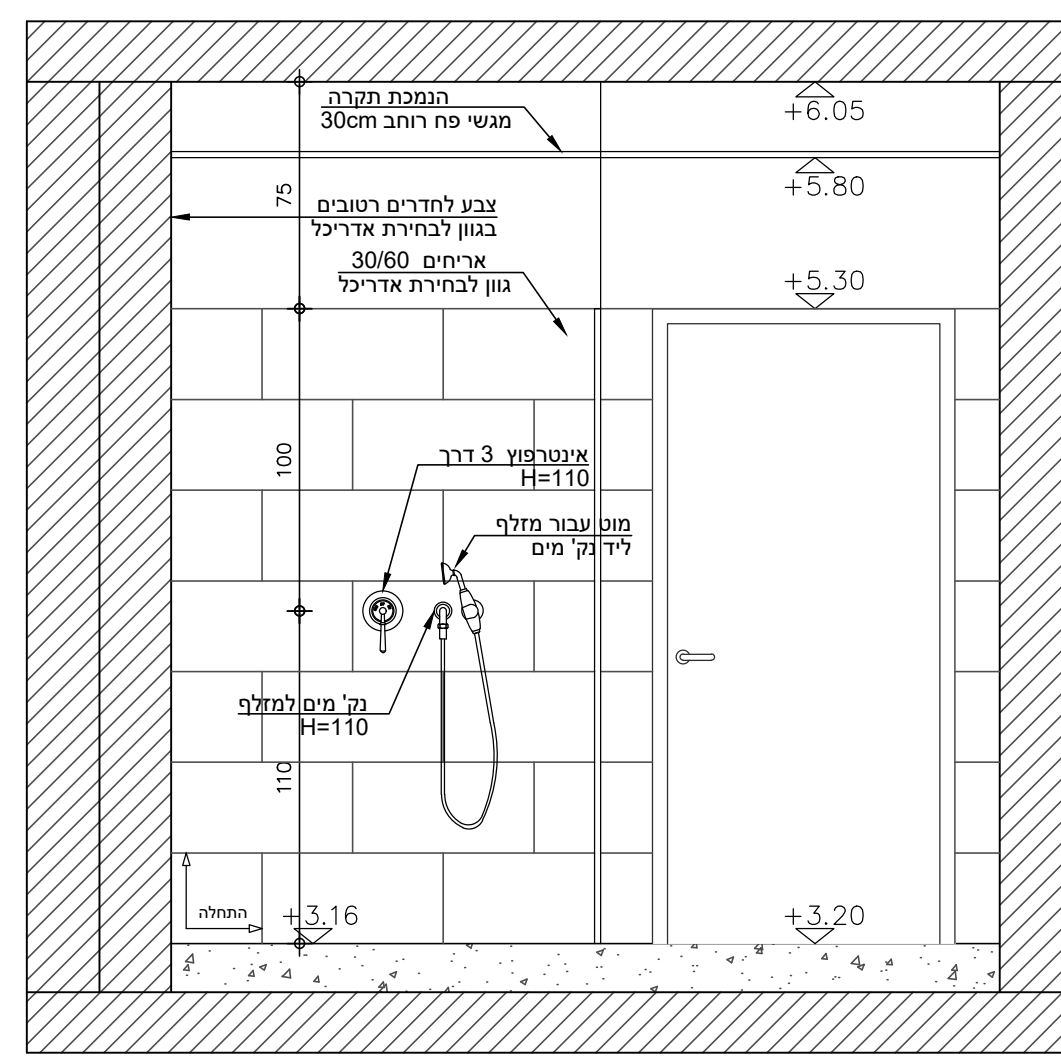 הנמכת תקרה
מגשי פח רוחב 30cm
+6.05
+5.80
75
צבע לחדרים רטובים
בגוון לבחירת אדריכל
אריחים 30/60
גוון לבחירת אדריכל
+5.30
100
אינטרפוץ 3 דרך
H=110
מוט עבור מזלף
ליד נק' מים
נק' מים למזלף
H=110
110
התחלה
+3.16
+3.20